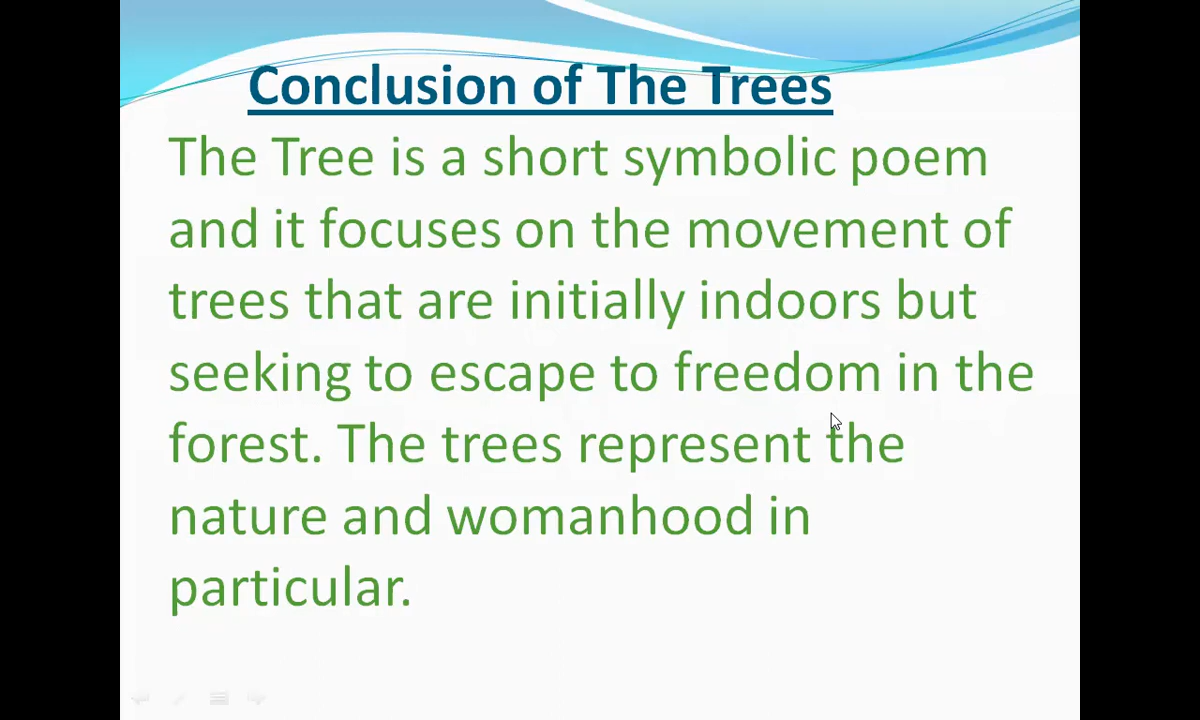 Conclusion of The Trees
The Tree is a short symbolic poem
and it focuses on the movement of
trees that are initially indoors but
seeking to escape to freedom in the
forest. The trees represent the
nature and womanhood in
particular.